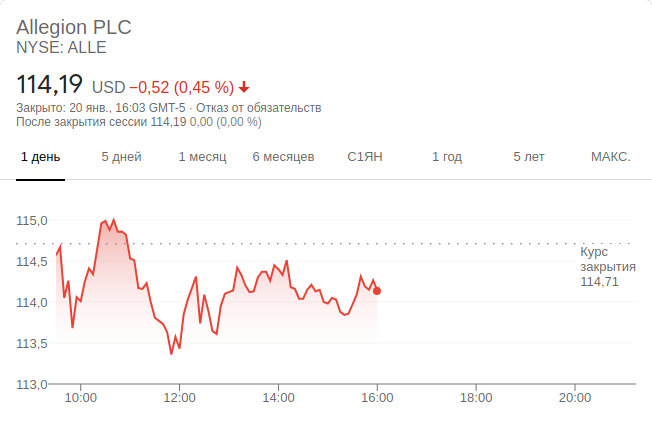 Allegion PLC
NYSE: ALLE
114,19 USD −0,52 (0,45 %)
Закрыто: 20 янв., 16:03 GMT-5 · Отказ от обязательств
После закрытия сессии 114,19 0,00 (0,00 %)
1 день 5 дней 1 месяц 6 месяцев С1ЯН 1 год 5 лет МАКС.
115,0
114,5
114,0
113,5
113,0
Курс
закрытия
114,71
10:00 12:00 14:00 16:00 18:00 20:00